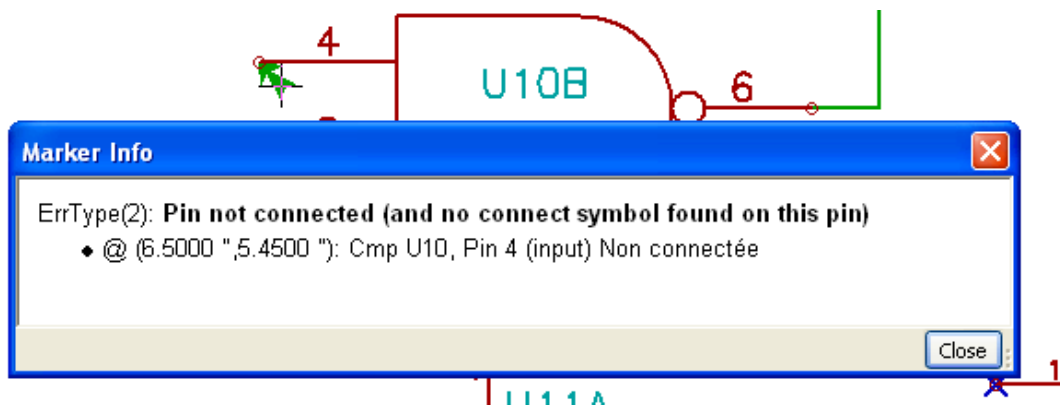 4
U10B
6
Marker Info
ErrType(2): Pin not connected (and no connect symbol found on this pin)
@ (6.5000 ",5.4500 "): Cmp U10, Pin 4 (input) Non connectée
Close
1
U11A